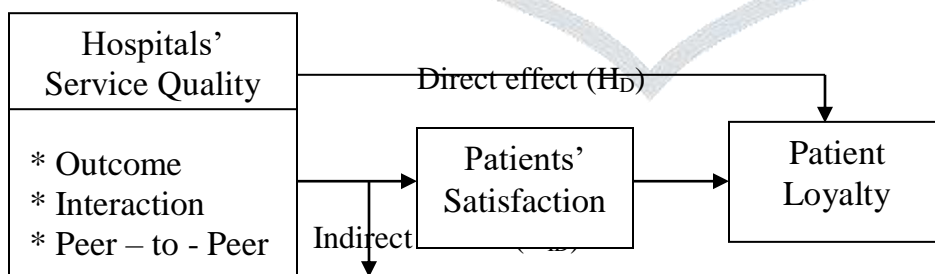 Hospitals’
Service Quality
Direct effect (H_D)
* Outcome
* Interaction
* Peer – to - Peer
Patients’
Satisfaction
Patient
Loyalty
Indirect